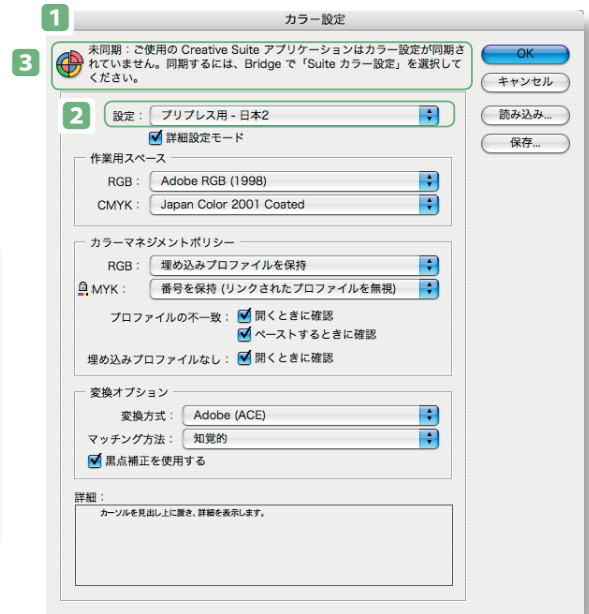 1
カラー設定
3
未同期：ご使用の Creative Suite アプリケーションはカラー設定が同期さ
れていません。同期するには、Bridge で「Suite カラー設定」を選択して
ください。
OK
キャンセル
読み込み...
保存...
2
設定： プリプレス用 - 日本2
詳細設定モード
作業用スペース
RGB： Adobe RGB (1998)
CMYK： Japan Color 2001 Coated
カラーマネジメントポリシー
RGB： 埋め込みプロファイルを保持
MYK： 番号を保持 (リンクされたプロファイルを無視)
プロファイルの不一致： 開くときに確認
ペーストするときに確認
埋め込みプロファイルなし： 開くときに確認
変換オプション
変換方式： Adobe (ACE)
マッチング方法： 知覚的
黒点補正を使用する
詳細：
カーソルを見出し上に置き、詳細を表示します。